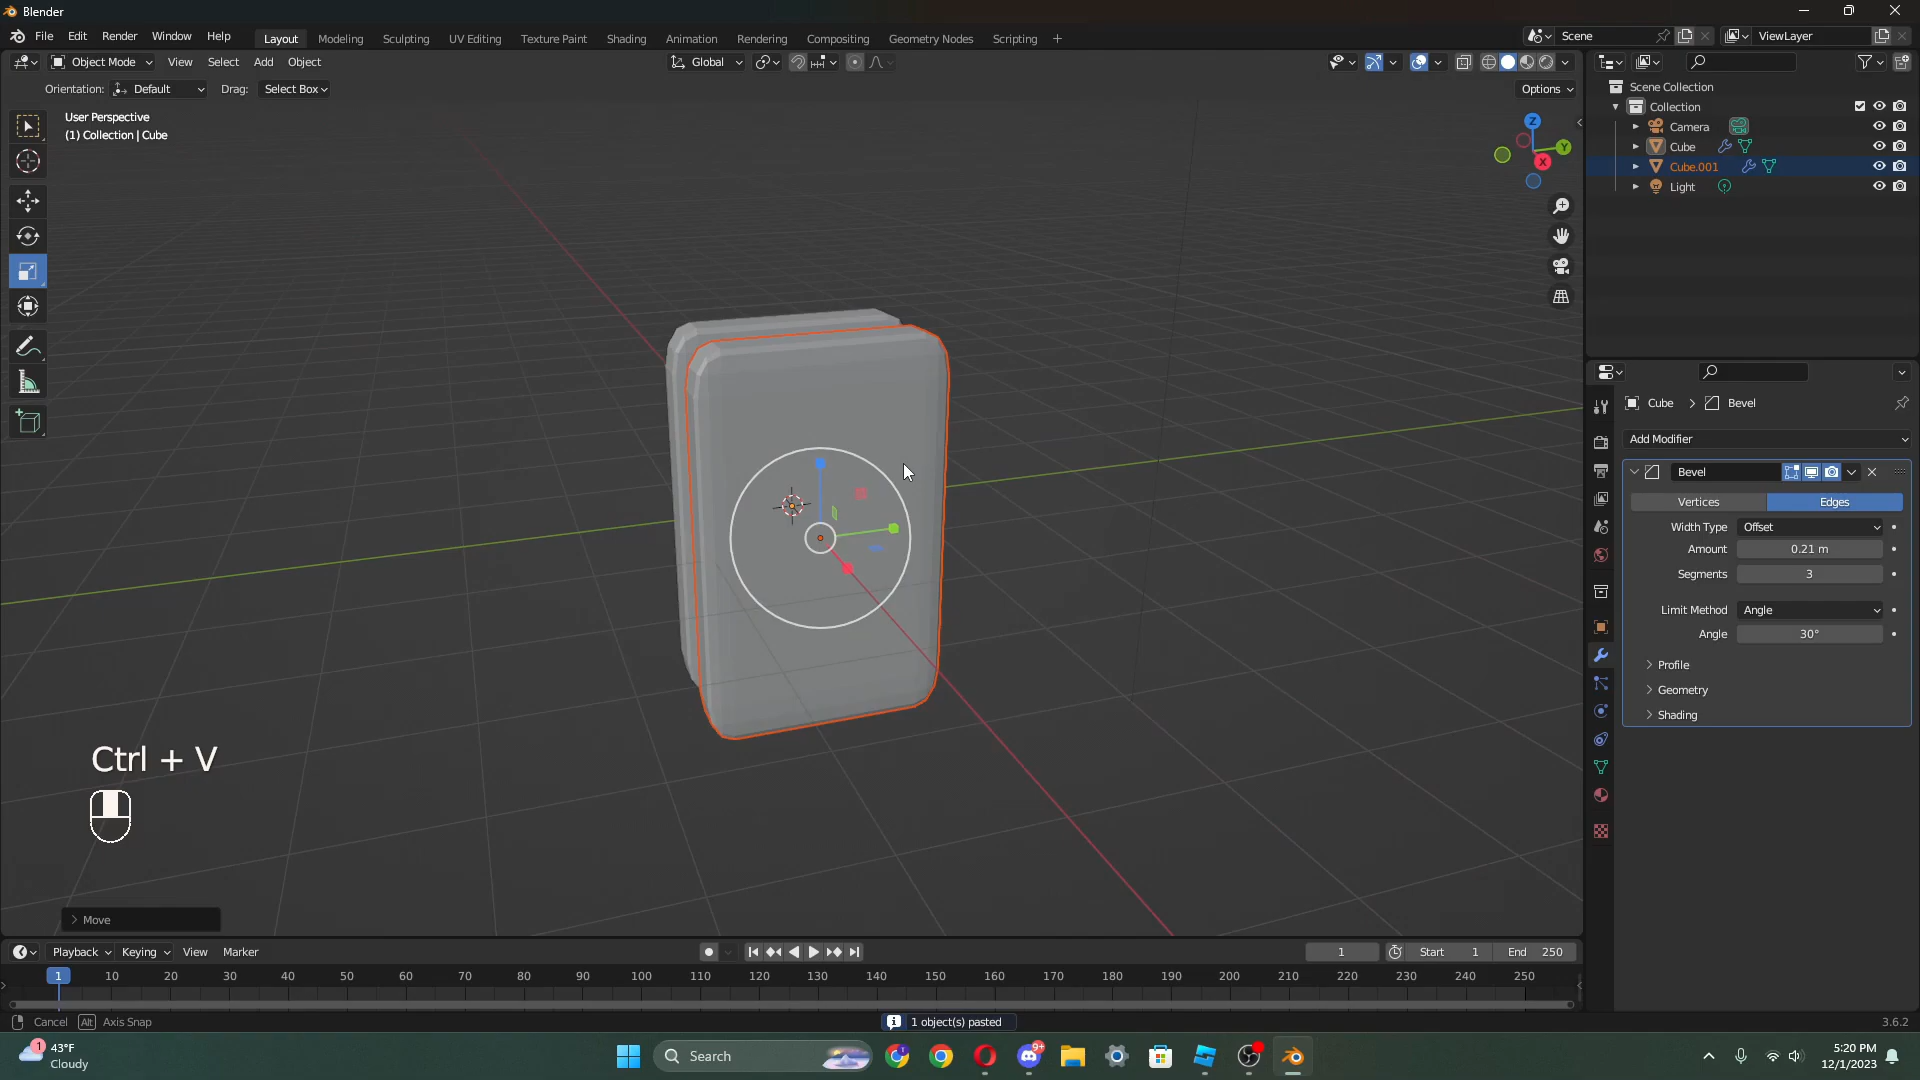 Blender
File Edit Render Window Help Layout Modeling Sculpting UV Editing Texture Paint Shading Animation Rendering Compositing Geometry Nodes Scripting + Scene ViewLayer
Object Mode View Select Add Object Global
Orientation: Default Drag: Select Box Options
User Perspective
(1) Collection | Cube
Z
Y
X
Scene Collection
Collection
Camera
Cube
Cube.001
Light
Cube > Bevel
Add Modifier
Bevel
Vertices Edges
Width Type Offset
Amount 0.21 m
Segments 3
Limit Method Angle
Angle 30°
Profile
Geometry
Shading
Ctrl + V
Move
Playback Keying View Marker 1 Start 1 End 250
1 10 20 30 40 50 60 70 80 90 100 110 120 130 140 150 160 170 180 190 200 210 220 230 240 250
Cancel Alt Axis Snap 1 object(s) pasted 3.6.2
1 43°F
Cloudy
Search
9+
5:20 PM
12/1/2023